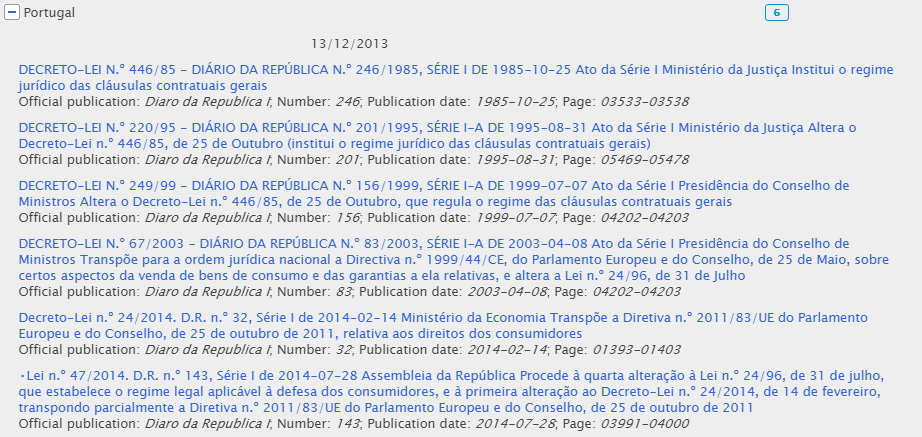 Portugal
6
13/12/2013
DECRETO-LEI N.º 446/85 - DIÁRIO DA REPÚBLICA N.º 246/1985, SÉRIE I DE 1985-10-25 Ato da Série I Ministério da Justiça Institui o regime
jurídico das cláusulas contratuais gerais
Official publication: Diaro da Republica I; Number: 246; Publication date: 1985-10-25; Page: 03533-03538
DECRETO-LEI N.º 220/95 - DIÁRIO DA REPÚBLICA N.º 201/1995, SÉRIE I-A DE 1995-08-31 Ato da Série I Ministério da Justiça Altera o
Decreto-Lei n.º 446/85, de 25 de Outubro (institui o regime jurídico das cláusulas contratuais gerais)
Official publication: Diaro da Republica I; Number: 201; Publication date: 1995-08-31; Page: 05469-05478
DECRETO-LEI N.º 249/99 - DIÁRIO DA REPÚBLICA N.º 156/1999, SÉRIE I-A DE 1999-07-07 Ato da Série I Presidência do Conselho de
Ministros Altera o Decreto-Lei n.º 446/85, de 25 de Outubro, que regula o regime das cláusulas contratuais gerais
Official publication: Diaro da Republica I; Number: 156; Publication date: 1999-07-07; Page: 04202-04203
DECRETO-LEI N.º 67/2003 - DIÁRIO DA REPÚBLICA N.º 83/2003, SÉRIE I-A DE 2003-04-08 Ato da Série I Presidência do Conselho de
Ministros Transpõe para a ordem jurídica nacional a Directiva n.º 1999/44/CE, do Parlamento Europeu e do Conselho, de 25 de Maio, sobre
certos aspectos da venda de bens de consumo e das garantias a ela relativas, e altera a Lei n.º 24/96, de 31 de Julho
Official publication: Diaro da Republica I; Number: 83; Publication date: 2003-04-08; Page: 04202-04203
Decreto-Lei n.º 24/2014. D.R. n.º 32, Série I de 2014-02-14 Ministério da Economia Transpõe a Diretiva n.º 2011/83/UE do Parlamento
Europeu e do Conselho, de 25 de outubro de 2011, relativa aos direitos dos consumidores
Official publication: Diaro da Republica I; Number: 32; Publication date: 2014-02-14; Page: 01393-01403
·Lei n.º 47/2014. D.R. n.º 143, Série I de 2014-07-28 Assembleia da República Procede à quarta alteração à Lei n.º 24/96, de 31 de julho,
que estabelece o regime legal aplicável à defesa dos consumidores, e à primeira alteração ao Decreto-Lei n.º 24/2014, de 14 de fevereiro,
transpondo parcialmente a Diretiva n.º 2011/83/UE do Parlamento Europeu e do Conselho, de 25 de outubro de 2011
Official publication: Diaro da Republica I; Number: 143; Publication date: 2014-07-28; Page: 03991-04000